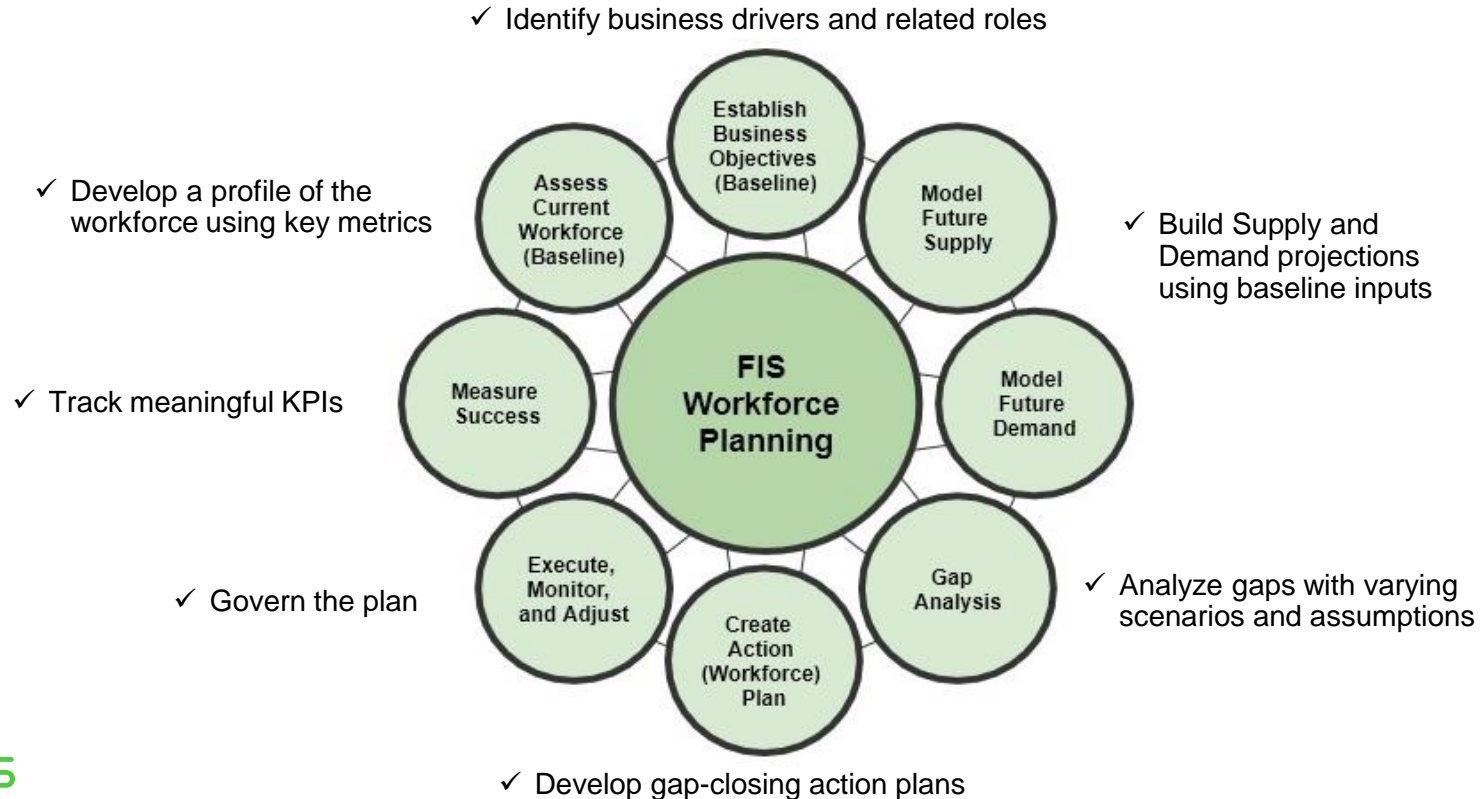 ✓ Identify business drivers and related roles
Establish
Business
Objectives
(Baseline)
Assess
Current
Workforce
(Baseline)
Model
Future
Supply
✓ Develop a profile of the
workforce using key metrics
✓ Build Supply and
Demand projections
using baseline inputs
FIS
Workforce
Planning
Measure
Success
Model
Future
Demand
✓ Track meaningful KPIs
Execute,
Monitor,
and Adjust
Gap
Analysis
✓ Govern the plan
✓ Analyze gaps with varying
scenarios and assumptions
Create
Action
(Workforce)
Plan
✓ Develop gap-closing action plans